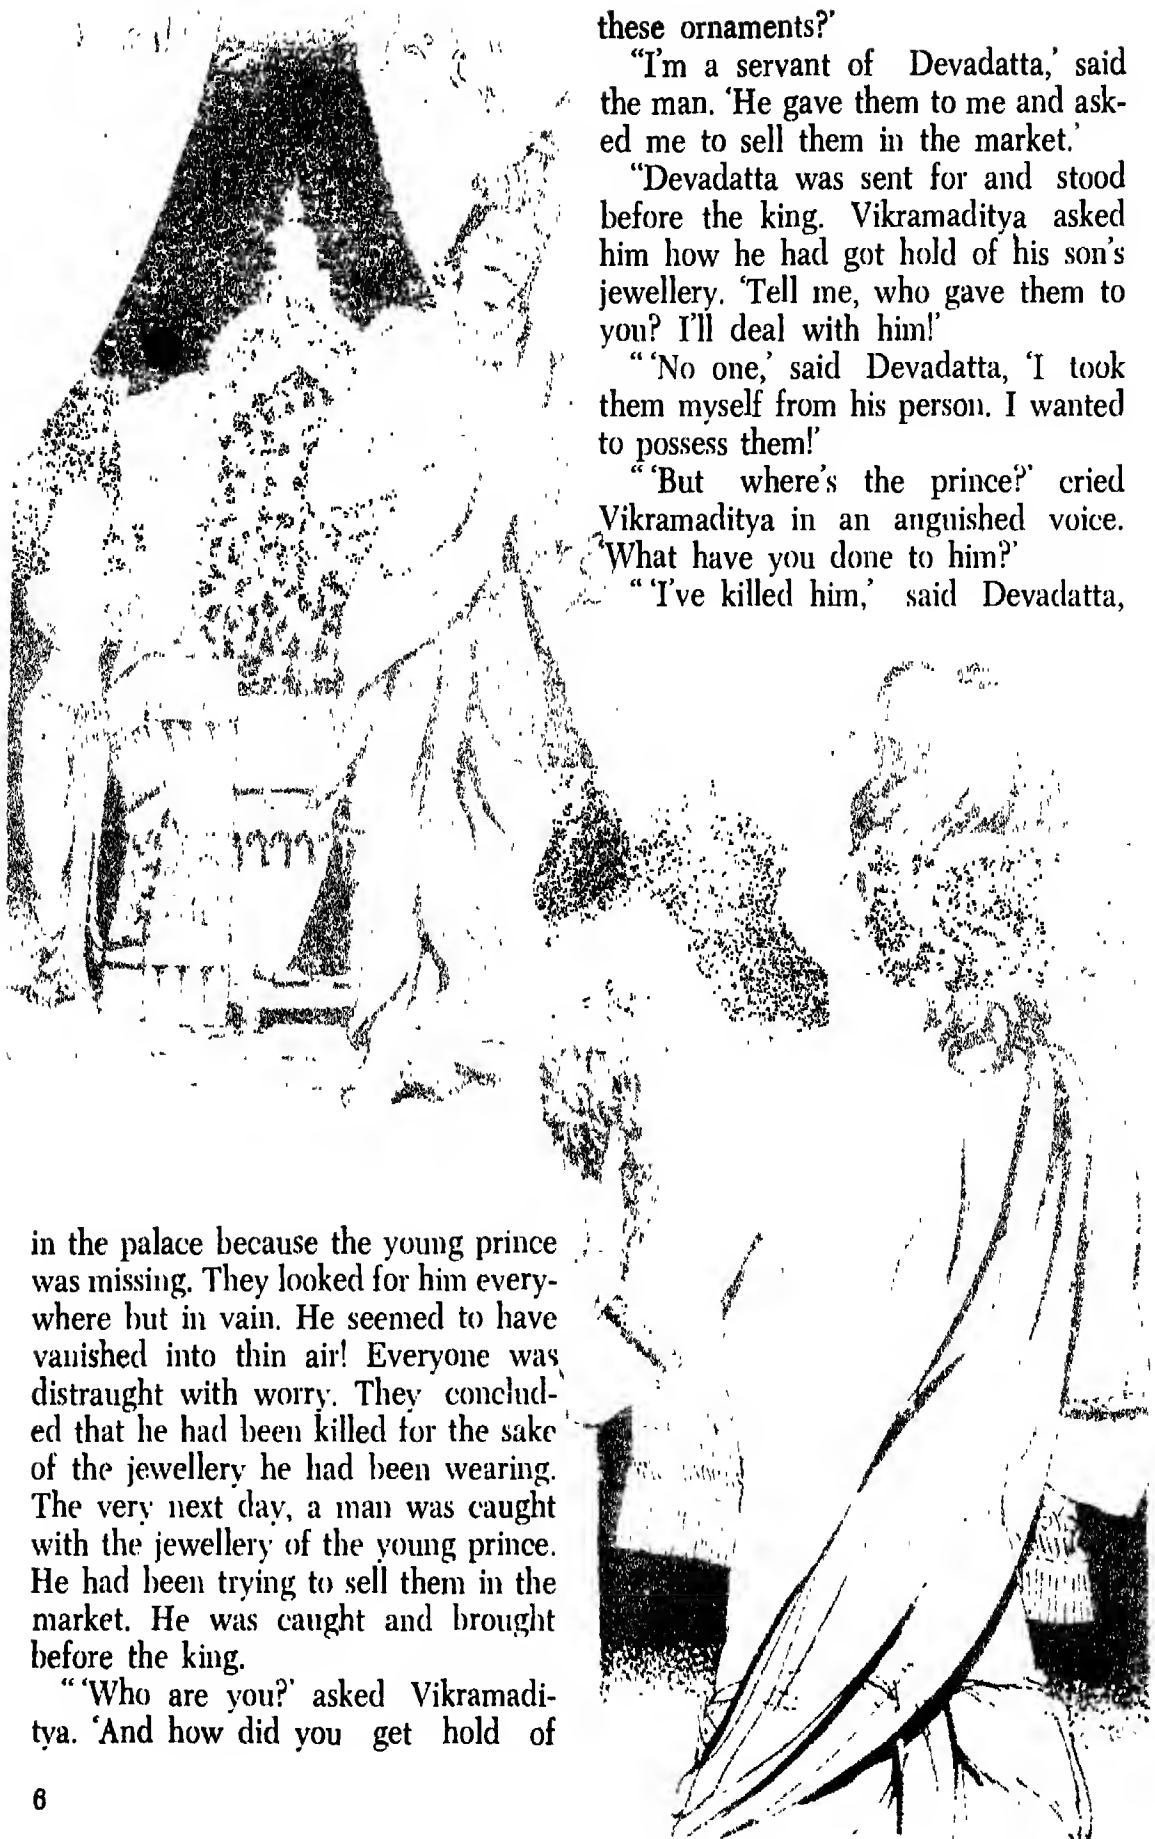 in the palace because the young prince
was missing. They looked for him every-
where but in vain. He seemed to have
vanished into thin air! Everyone was
distraught with worry. They conclud-
ed that he had been killed for the sake
of the jewellery he had been wearing.
The very next day, a man was caught
with the jewellery of the young prince.
He had been trying to sell them in the
market. He was caught and brought
before the king.
“ ‘Who are you?’ asked Vikramadi-
tya. ‘And how did you get hold of
these ornaments?’
“I’m a servant of Devadatta,’ said
the man. ‘He gave them to me and ask-
ed me to sell them in the market.’
“Devadatta was sent for and stood
before the king. Vikramaditya asked
him how he had got hold of his son’s
jewellery. ‘Tell me, who gave them to
you? I’ll deal with him!’
“ ‘No one,’ said Devadatta, ‘I took
them myself from his person. I wanted
to possess them!’
“ ‘But where’s the prince?’ cried
Vikramaditya in an anguished voice.
‘What have you done to him?’
“ ‘I’ve killed him,’ said Devadatta,
6